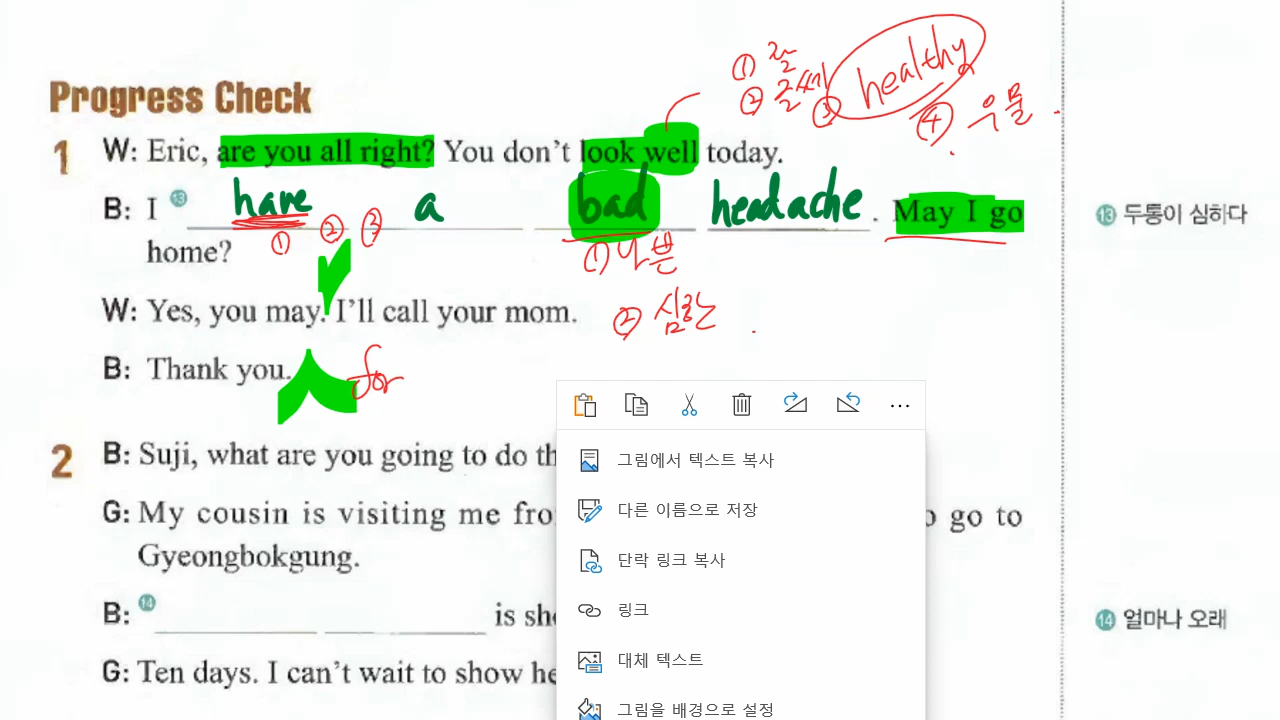 ① 잘
② 글쎄
③ healthy
④ 우물.
Progress Check
1 W: Eric, are you all right? You don't look well today.
B: I ⑬ have a bad headache. May I go
⑬ 두통이 심하다
① ② ③
① 나쁜
home?
② 심한.
W: Yes, you may. I'll call your mom.
B: Thank you. for
2 B: Suji, what are you going to do th
G: My cousin is visiting me fro
o go to
Gyeongbokgung.
B: ⑭ is sh
⑭ 얼마나 오래
G: Ten days. I can't wait to show he
그림에서 텍스트 복사
다른 이름으로 저장
단락 링크 복사
링크
대체 텍스트
그림을 배경으로 설정